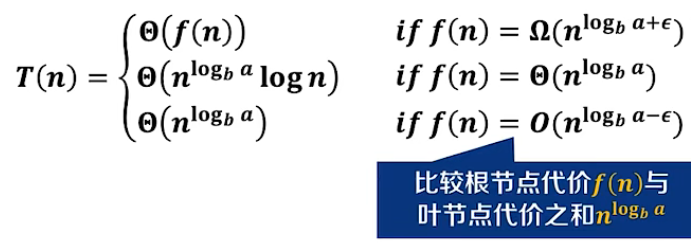 T(n) = { Θ(f(n))    if f(n) = Ω(n^{log_b a+ϵ})
Θ(n^{log_b a} log n)    if f(n) = Θ(n^{log_b a})
Θ(n^{log_b a})    if f(n) = O(n^{log_b a−ϵ})
比较根节点代价f(n)与
叶节点代价之和n^{log_b a}